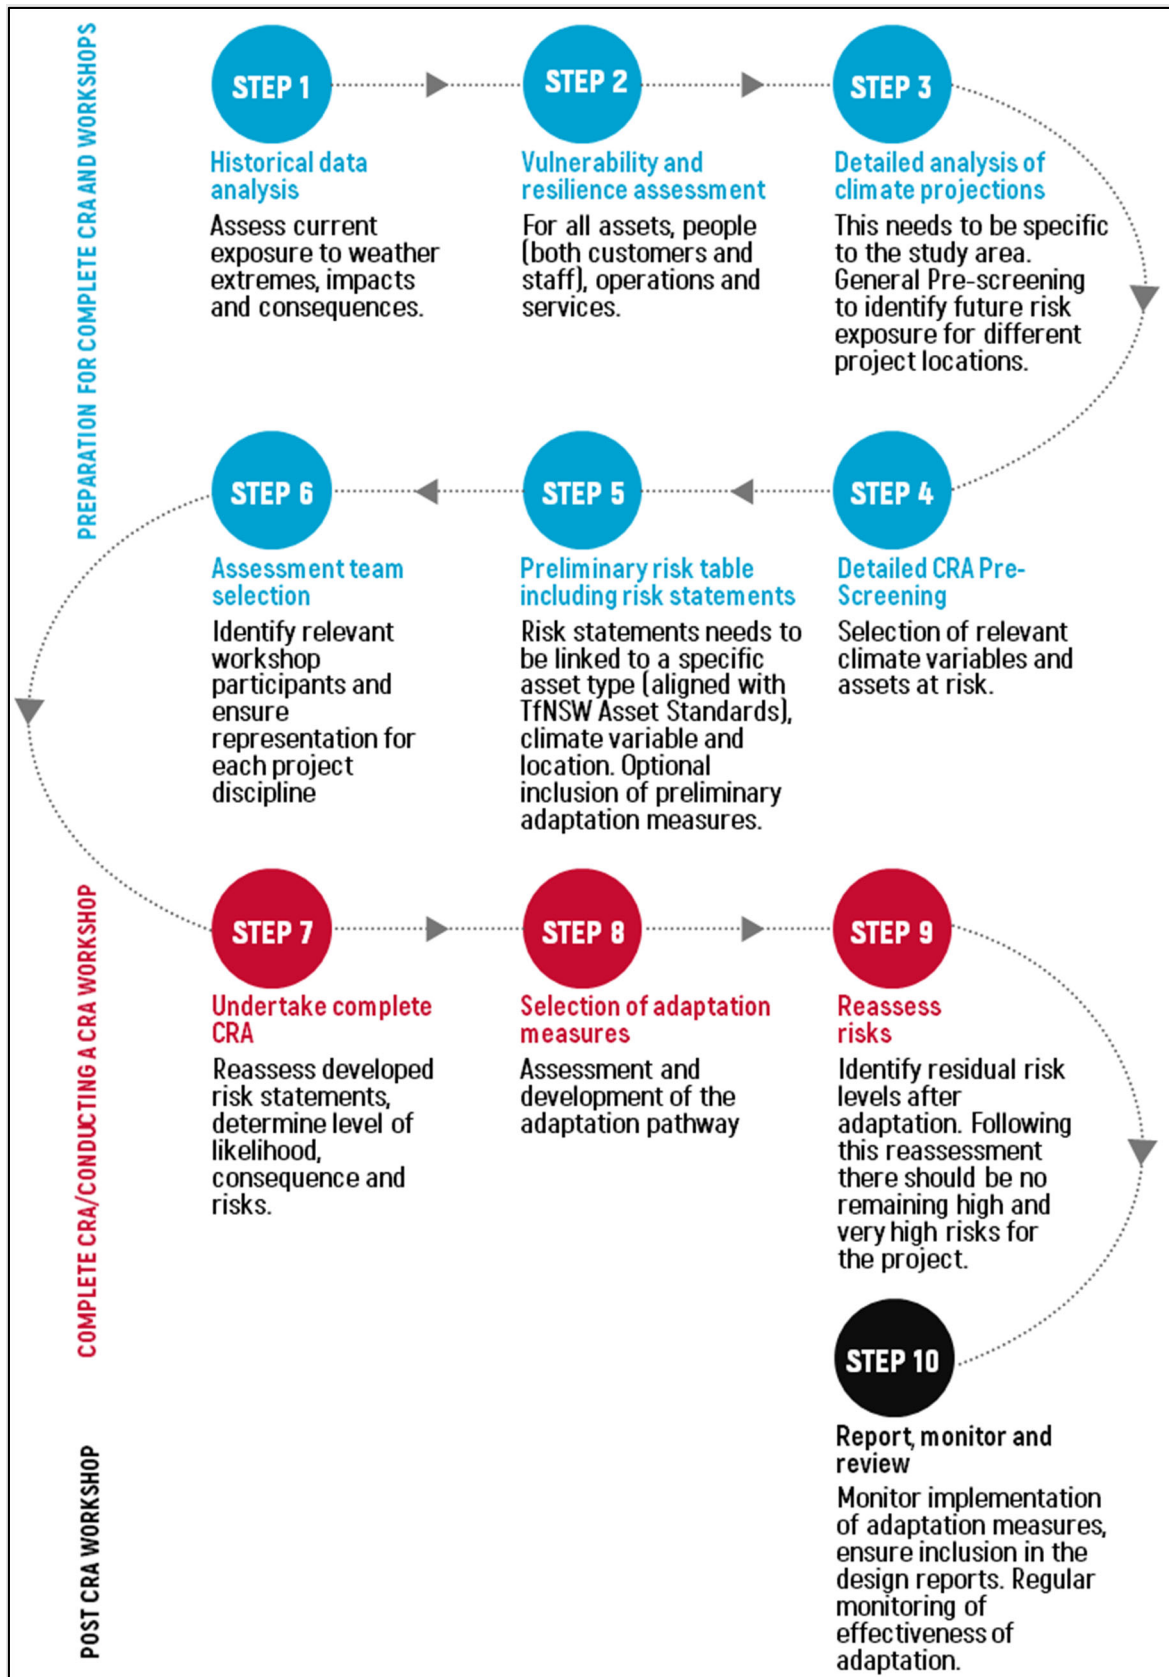 PREPARATION FOR COMPLETE CRA AND WORKSHOPS
STEP 1
Historical data
analysis
Assess current
exposure to weather
extremes, impacts
and consequences.
STEP 2
Vulnerability and
resilience assessment
For all assets, people
(both customers and
staff), operations and
services.
STEP 3
Detailed analysis of
climate projections
This needs to be specific
to the study area.
General Pre-screening
to identify future risk
exposure for different
project locations.
STEP 4
Detailed CRA Pre-
Screening
Selection of relevant
climate variables and
assets at risk.
STEP 5
Preliminary risk table
including risk statements
Risk statements needs to
be linked to a specific
asset type (aligned with
TfNSW Asset Standards),
climate variable and
location. Optional
inclusion of preliminary
adaptation measures.
STEP 6
Assessment team
selection
Identify relevant
workshop
participants and
ensure
representation for
each project
discipline
COMPLETE CRA/CONDUCTING A CRA WORKSHOP
STEP 7
Undertake complete
CRA
Reassess developed
risk statements,
determine level of
likelihood,
consequence and
risks.
STEP 8
Selection of adaptation
measures
Assessment and
development of the
adaptation pathway
STEP 9
Reassess
risks
Identify residual risk
levels after
adaptation. Following
this reassessment
there should be no
remaining high and
very high risks for
the project.
POST CRA WORKSHOP
STEP 10
Report, monitor and
review
Monitor implementation
of adaptation measures,
ensure inclusion in the
design reports. Regular
monitoring of
effectiveness of
adaptation.